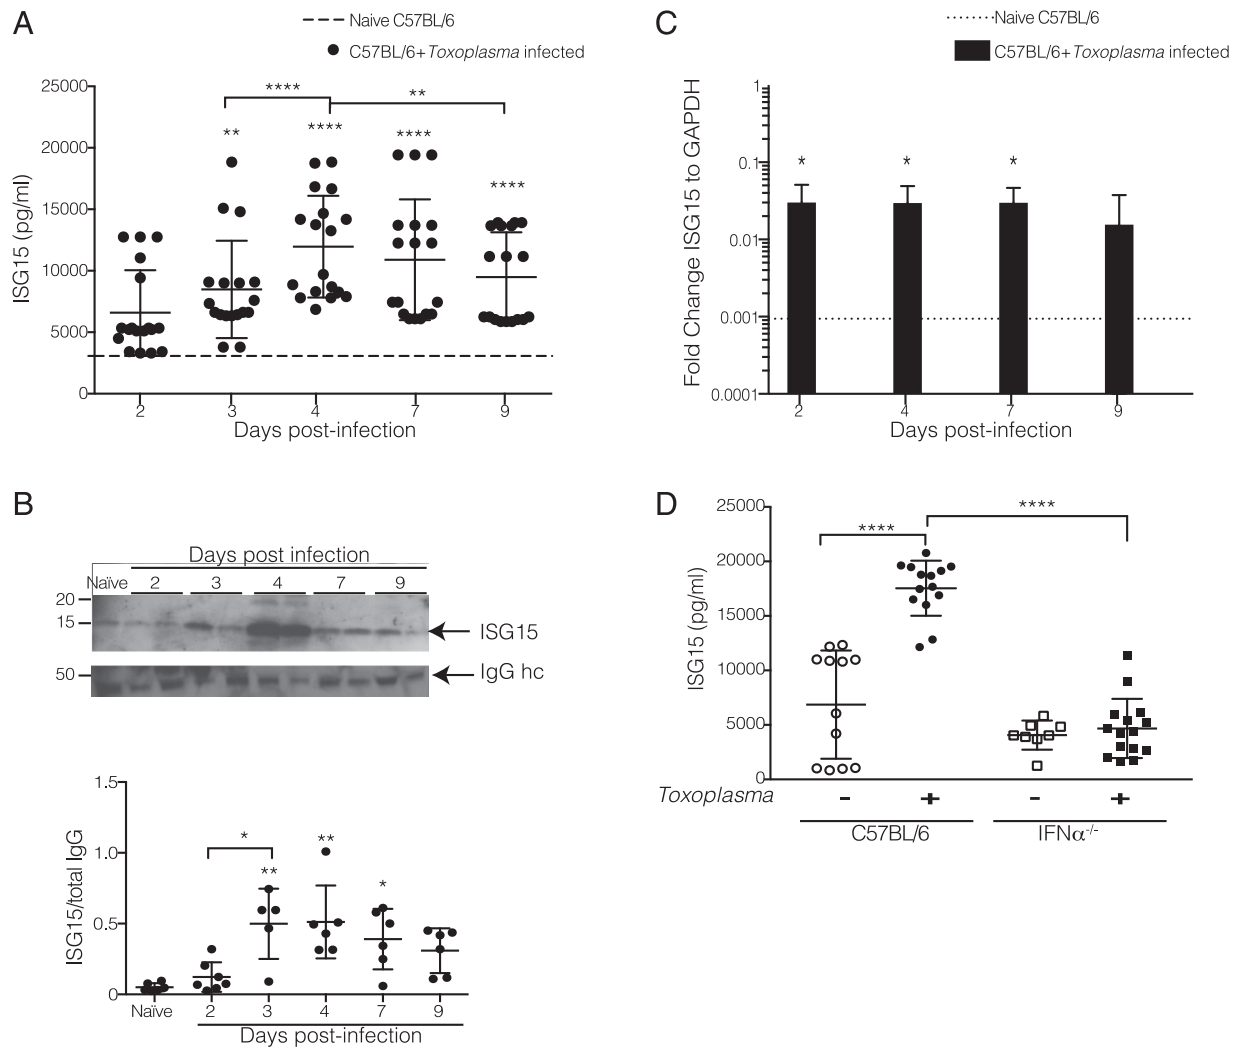 A
Naive C57BL/6
C57BL/6+Toxoplasma infected
ISG15 (pg/ml)
25000
20000
15000
10000
5000
0
****
**
**
****
****
****
2 3 4 7 9
Days post-infection
C
Naive C57BL/6
C57BL/6+Toxoplasma infected
Fold Change ISG15 to GAPDH
1
0.1
0.01
0.001
0.0001
* * *
2 4 7 9
Days post-infection
B
Days post infection
Naïve 2 3 4 7 9
20
15
ISG15
50
IgG hc
ISG15/total IgG
1.5
1.0
0.5
0
*
**
**
*
Naïve 2 3 4 7 9
Days post-infection
D
ISG15 (pg/ml)
25000
20000
15000
10000
5000
0
****
****
Toxoplasma - + - +
C57BL/6 IFNα-/-